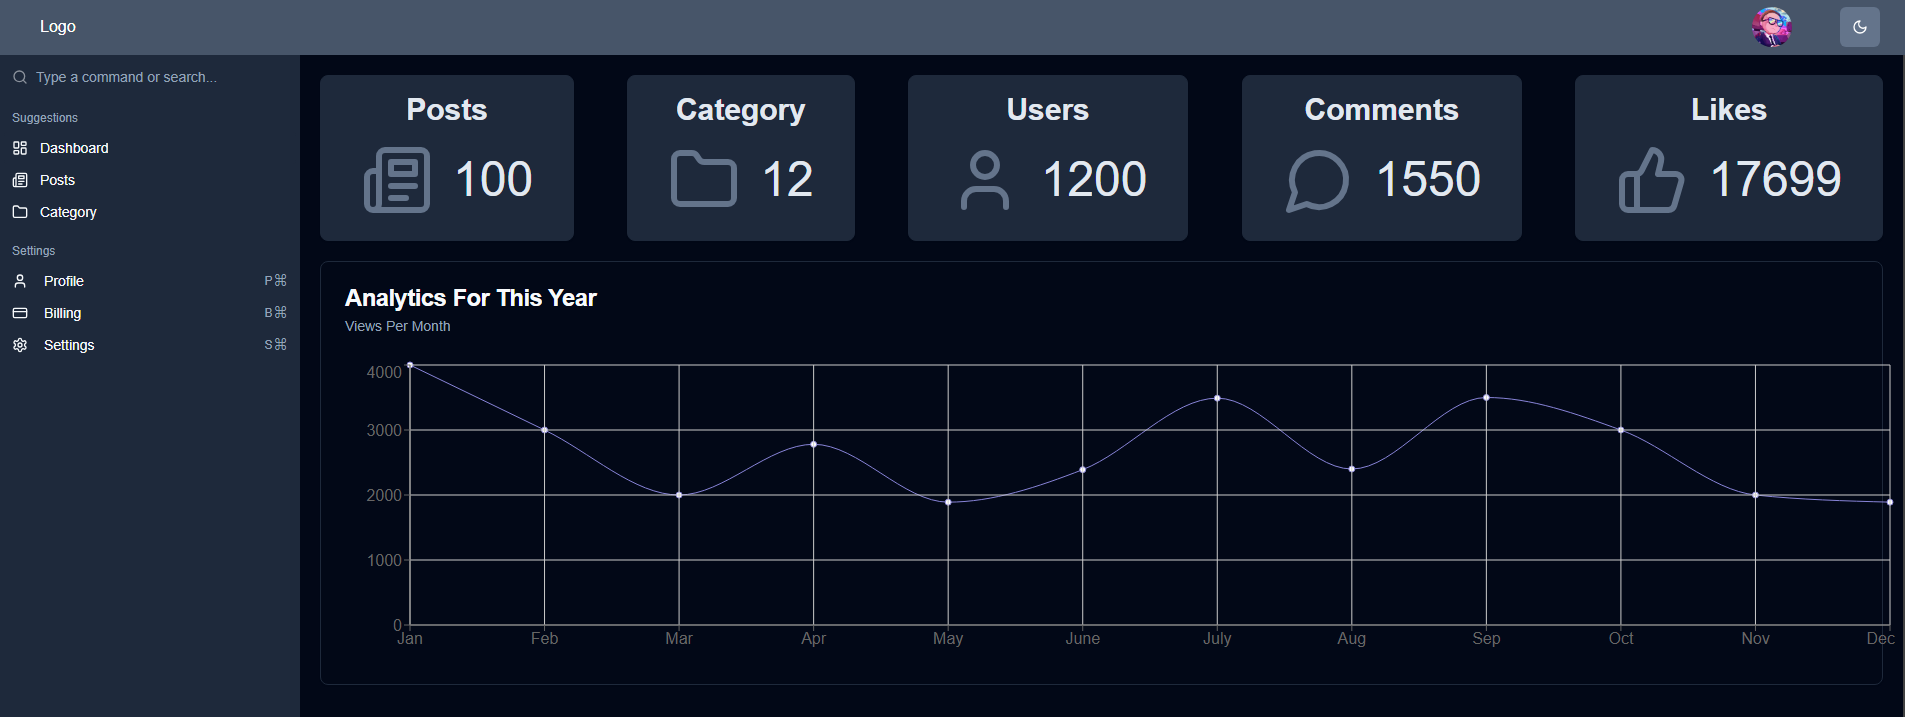 Logo
Type a command or search...
Suggestions
Dashboard
Posts
Category
Settings
Profile P⌘
Billing B⌘
Settings S⌘
Posts
100
Category
12
Users
1200
Comments
1550
Likes
17699
Analytics For This Year
Views Per Month
4000
3000
2000
1000
0
Jan Feb Mar Apr May June July Aug Sep Oct Nov Dec